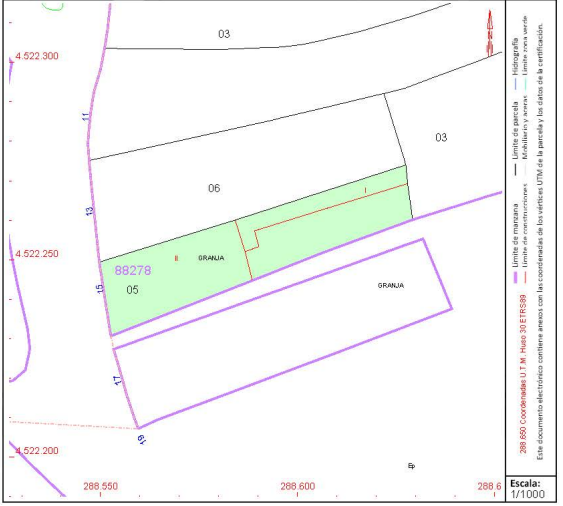 03
4.522.300
11
03
06
13
I
4.522.250
II
GRANJA
88278
05
15
GRANJA
17
19
4.522.200
Ep
288.550
288.600
288.6
Límite de manzana
Límite de parcela
Hidrografía
Límite de construcciones
Mobiliario y aceras
Límite zona verde
288.650 Coordenadas U.T.M. Huso 30 ETRS89
Este documento electrónico contiene anexos con las coordenadas de los vértices UTM de la parcela y los datos de la certificación.
Escala:
1/1000